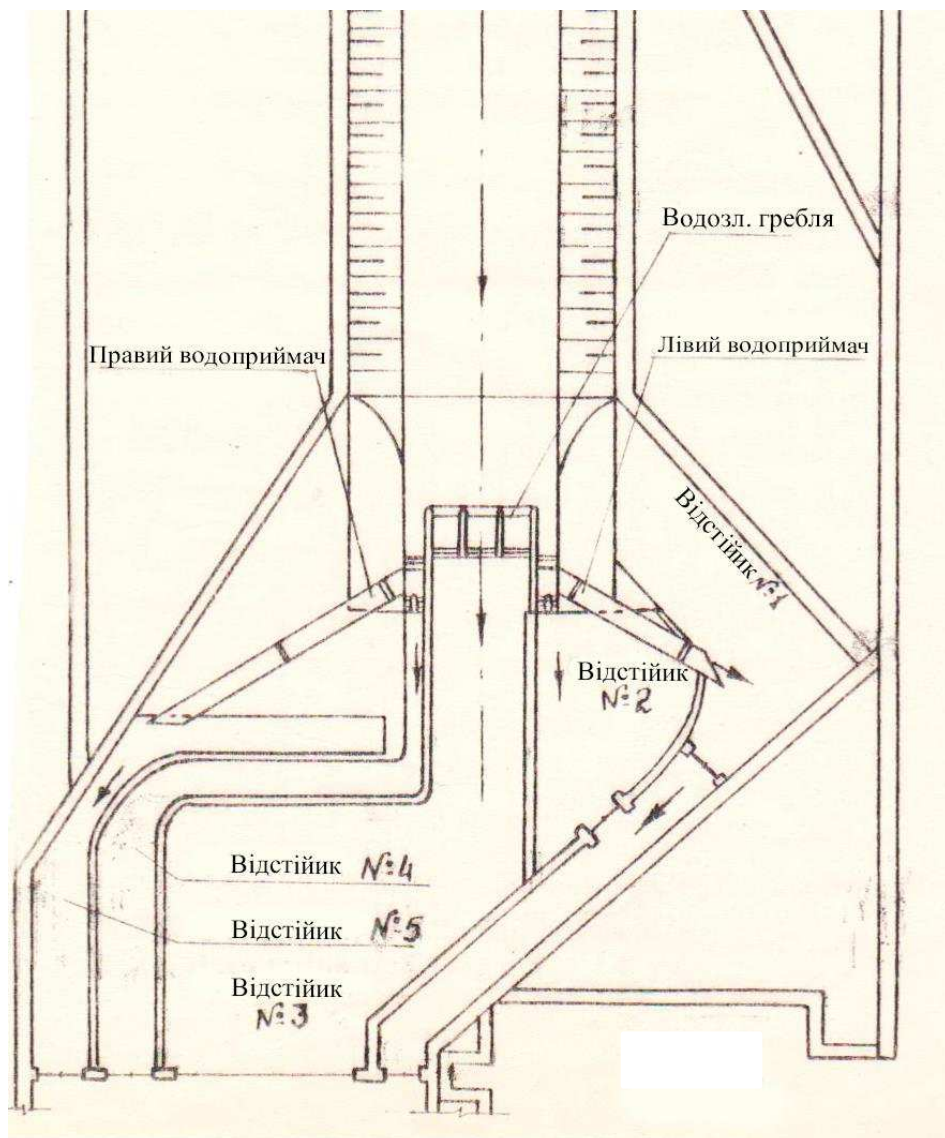 Водозл. гребля
Правий водоприймач
Лівий водоприймач
Відстійик №1
Відстійик
№2
Відстійик №4
Відстійик №5
Відстійик
№3